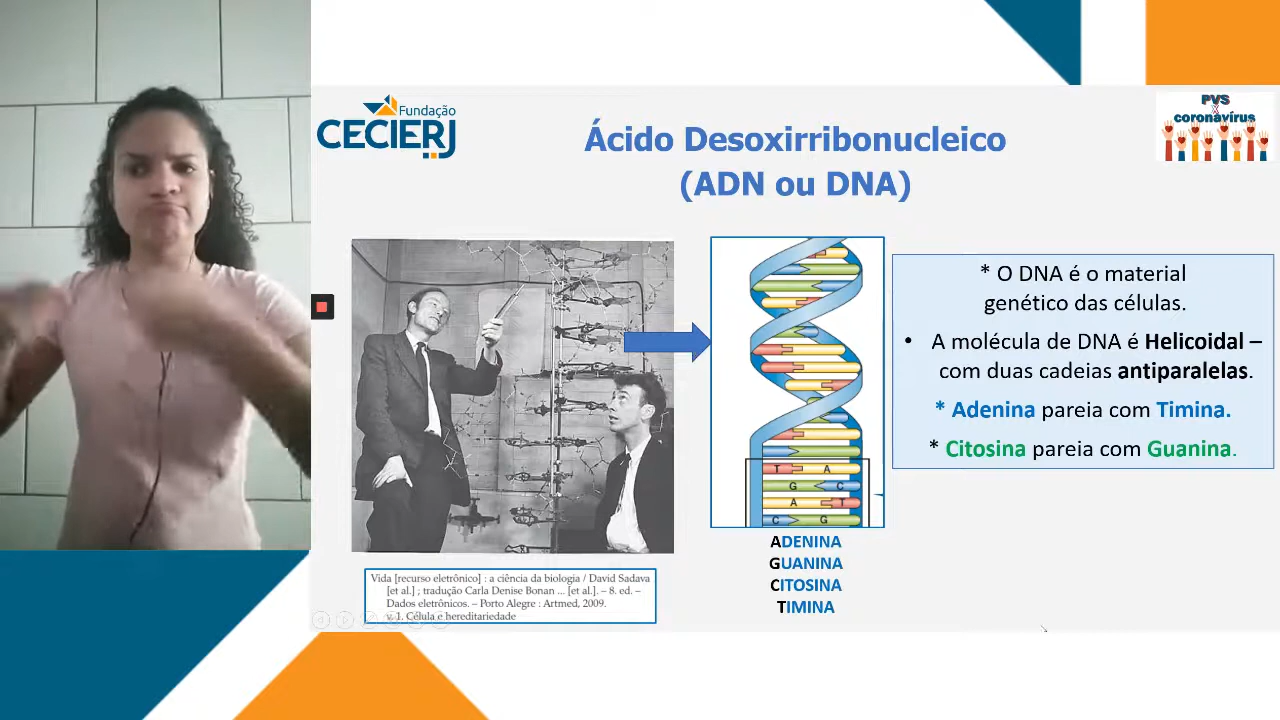 Fundação
CECIERJ
PVS
X
coronavírus
Ácido Desoxirribonucleico
(ADN ou DNA)
* O DNA é o material
genético das células.
• A molécula de DNA é Helicoidal –
com duas cadeias antiparalelas.
* Adenina pareia com Timina.
* Citosina pareia com Guanina.
T A
G C
A T
C G
ADENINA
GUANINA
CITOSINA
TIMINA
Vida [recurso eletrônico] : a ciência da biologia / David Sadava
[et al.] ; tradução Carla Denise Bonan ... [et al.]. – 8. ed. –
Dados eletrônicos. – Porto Alegre : Artmed, 2009.
v. 1. Célula e hereditariedade